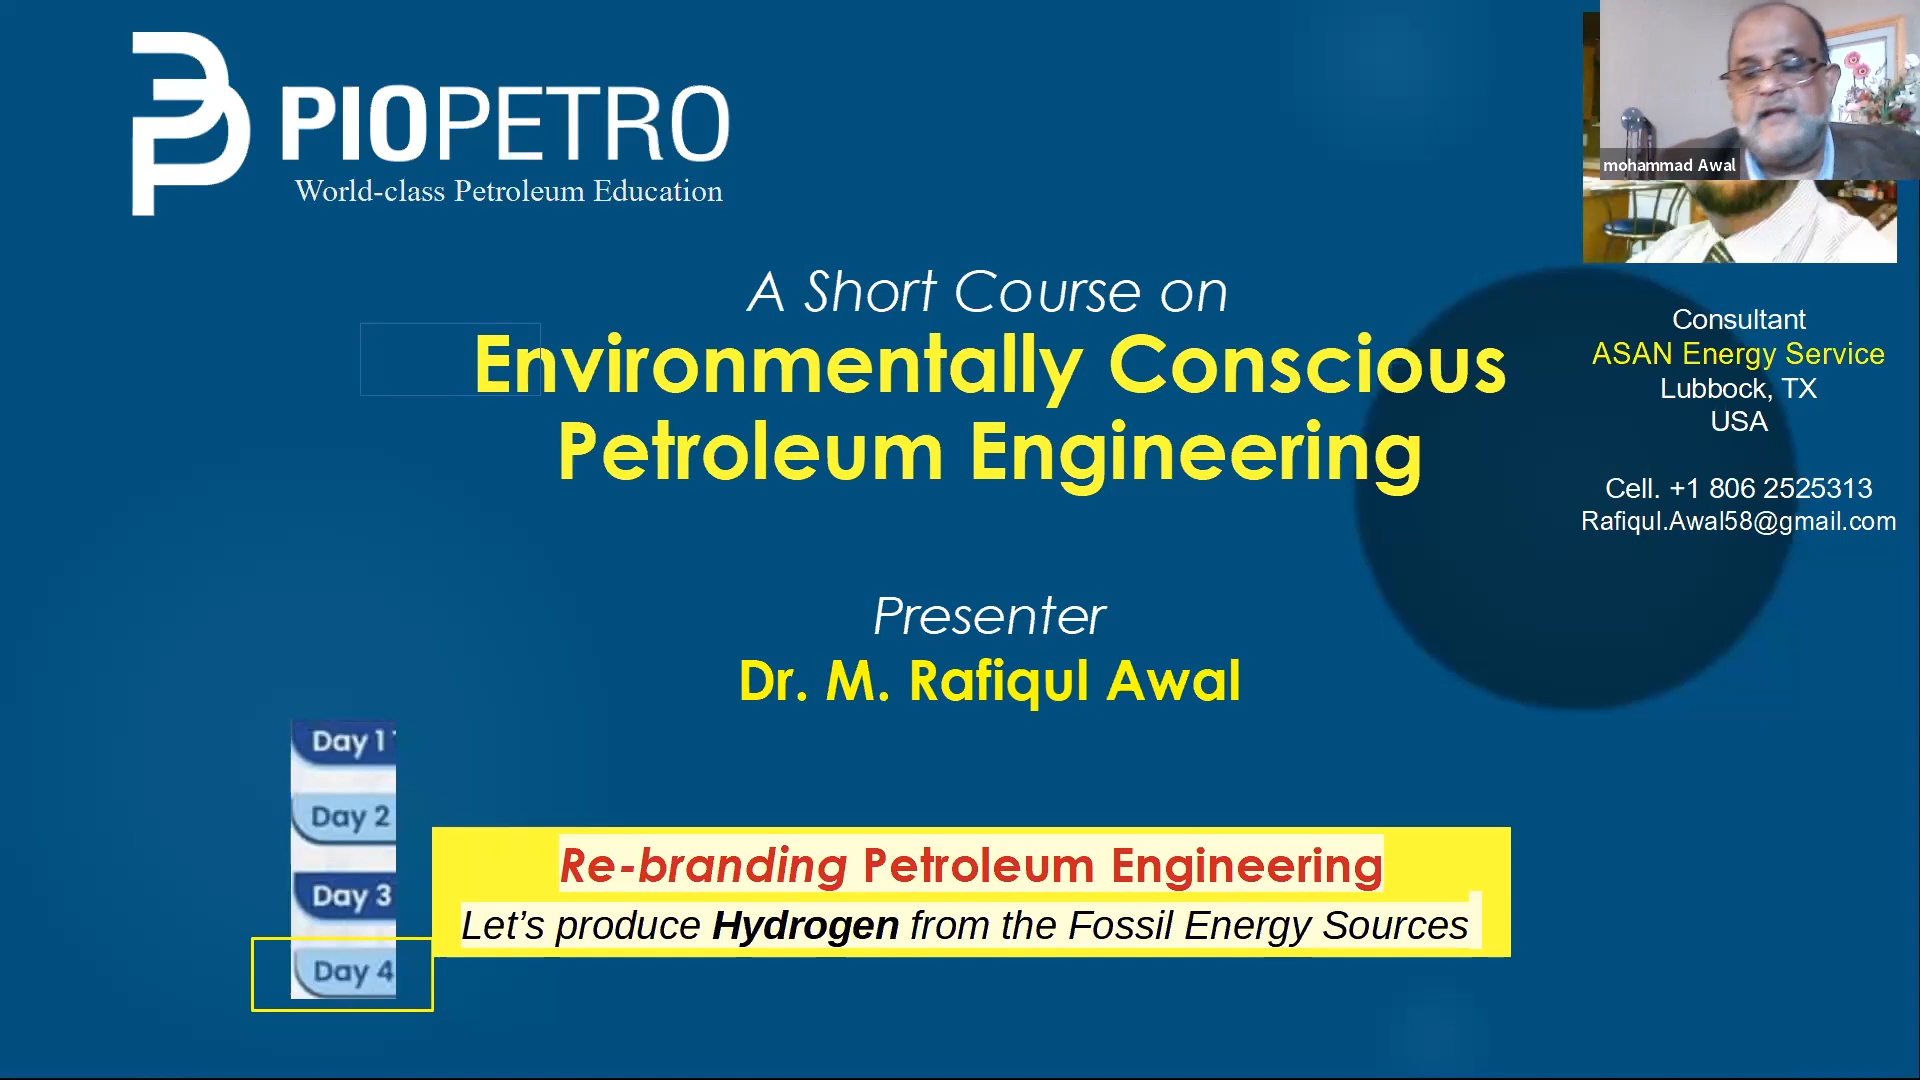 PIOPETRO
World-class Petroleum Education
mohammad Awal
A Short Course on
Environmentally Conscious
Petroleum Engineering
Consultant
ASAN Energy Service
Lubbock, TX
USA
Cell. +1 806 2525313
Rafiqul.Awal58@gmail.com
Presenter
Dr. M. Rafiqul Awal
Day 1
Day 2
Day 3
Day 4
Re-branding Petroleum Engineering
Let’s produce Hydrogen from the Fossil Energy Sources